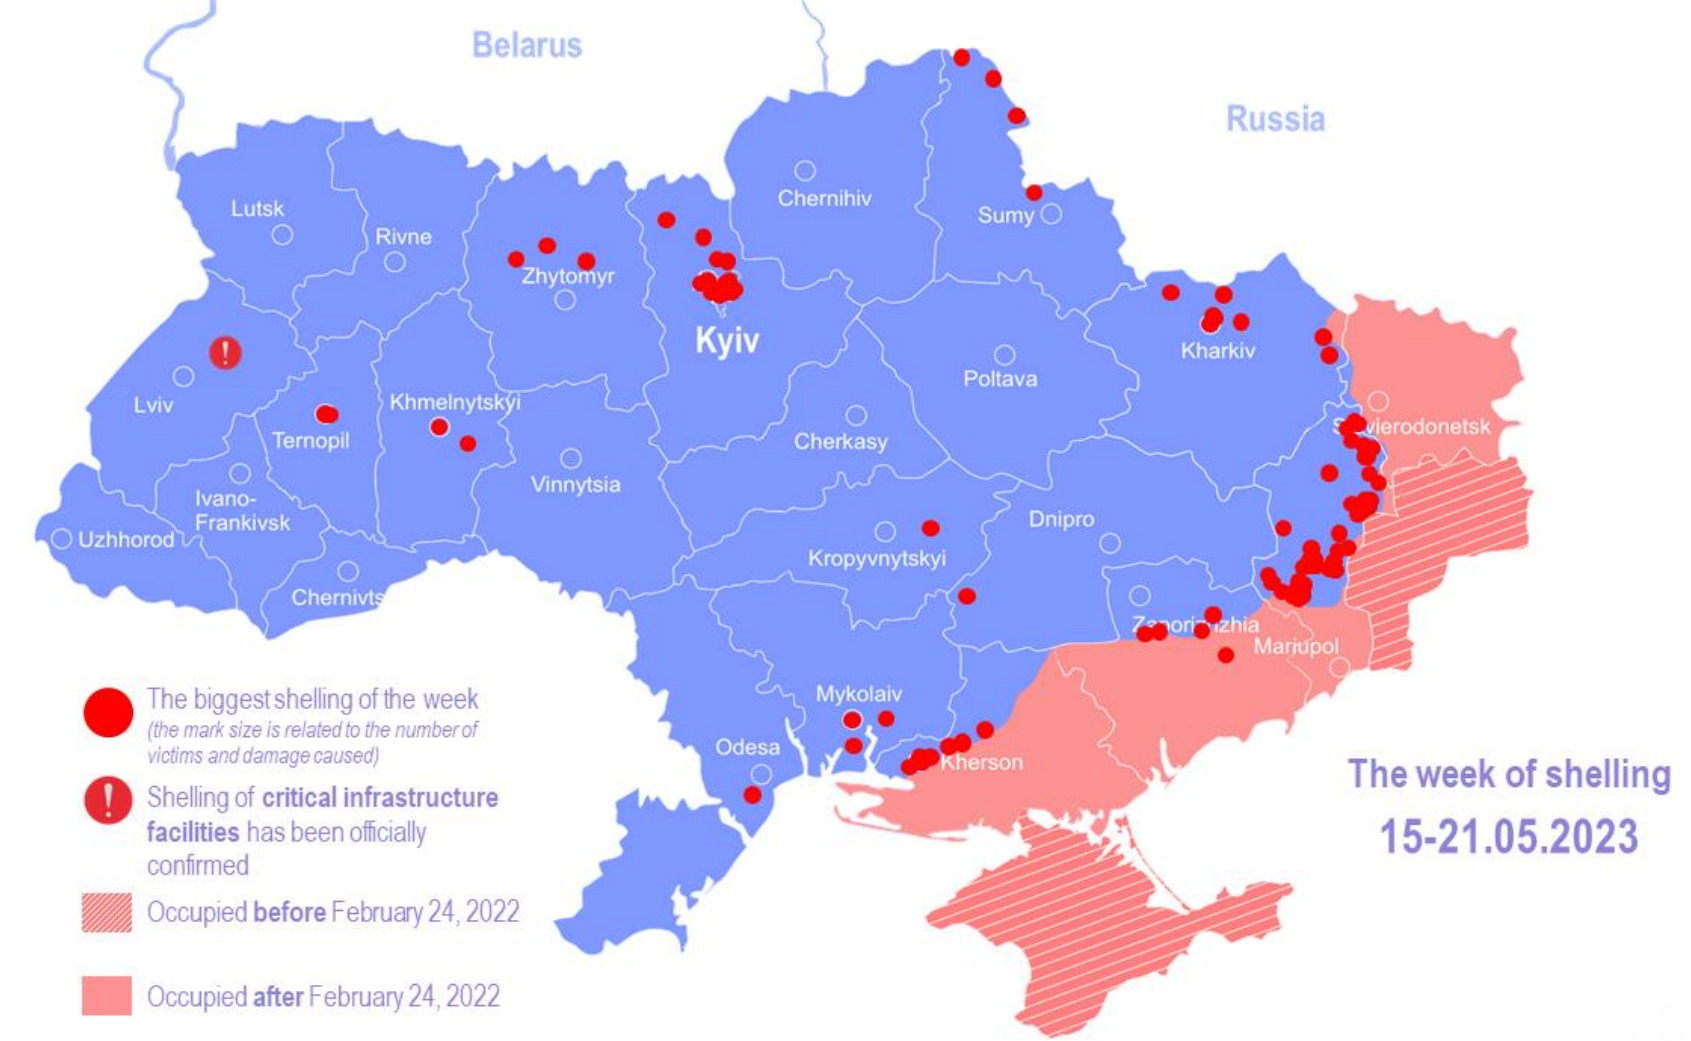 Belarus
Russia
Lutsk
Rivne
Chernihiv
Sumy
Zhytomyr
Kyiv
Kharkiv
Lviv
Khmelnytskyi
Ternopil
Poltava
Cherkasy
Vinnytsia
Ivano-
Frankivsk
Uzhhorod
Dnipro
Kropyvnytskyi
Mariupol
Mykolaiv
Odesa
Kherson
The biggest shelling of the week
(the mark size is related to the number of
victims and damage caused)
Shelling of critical infrastructure
facilities has been officially
confirmed
Occupied before February 24, 2022
Occupied after February 24, 2022
The week of shelling
15-21.05.2023